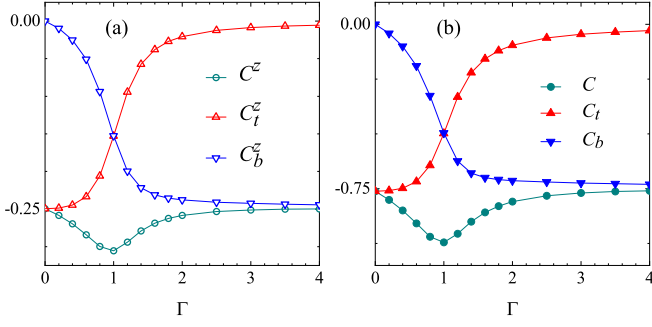 0.00
(a)
C^z
C_t^z
C_b^z
-0.25
0 1 2 3 4
Γ
0.00
(b)
C
C_t
C_b
-0.75
0 1 2 3 4
Γ